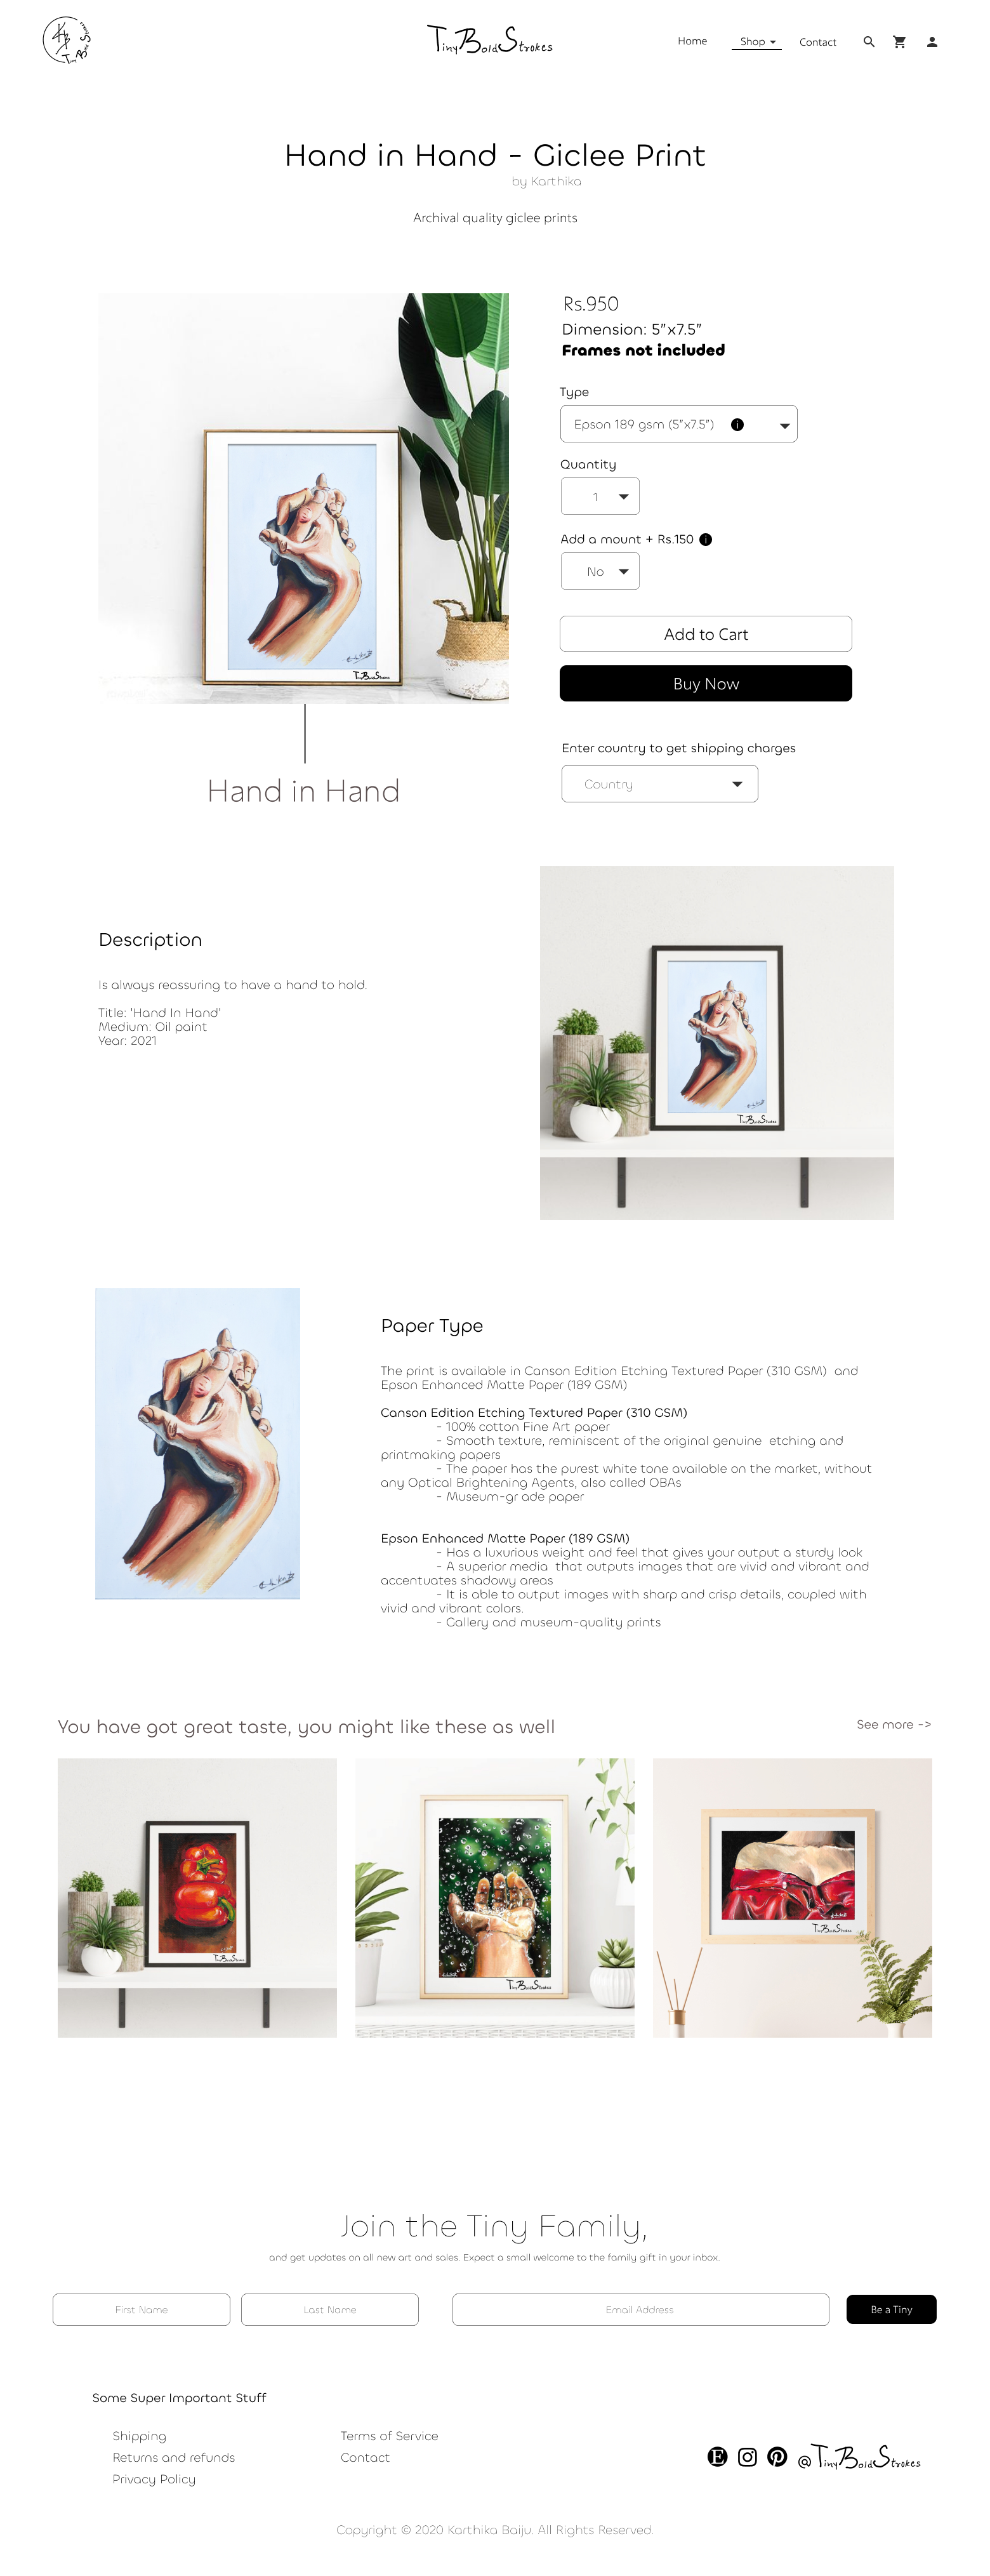 TinyBoldStrokes
Home
Shop
Contact
Hand in Hand - Giclee Print
by Karthika
Archival quality giclee prints
Rs.950
Dimension: 5"x7.5"
Frames not included
Type
Epson 189 gsm (5"x7.5")
Quantity
1
Add a mount + Rs.150
No
Add to Cart
Buy Now
Enter country to get shipping charges
Country
TinyBoldStrokes
Hand in Hand
Description
Is always reassuring to have a hand to hold.
Title: 'Hand In Hand'
Medium: Oil paint
Year: 2021
TinyBoldStrokes
Paper Type
The print is available in Canson Edition Etching Textured Paper (310 GSM)  and
Epson Enhanced Matte Paper (189 GSM)
Canson Edition Etching Textured Paper (310 GSM)
- 100% cotton Fine Art paper
- Smooth texture, reminiscent of the original genuine  etching and
printmaking papers
- The paper has the purest white tone available on the market, without
any Optical Brightening Agents, also called OBAs
- Museum-gr ade paper
Epson Enhanced Matte Paper (189 GSM)
- Has a luxurious weight and feel that gives your output a sturdy look
- A superior media  that outputs images that are vivid and vibrant and
accentuates shadowy areas
- It is able to output images with sharp and crisp details, coupled with
vivid and vibrant colors.
- Gallery and museum-quality prints
You have got great taste, you might like these as well
See more ->
TinyBoldStrokes
TinyBoldStrokes
TinyBoldStrokes
Join the Tiny Family,
and get updates on all new art and sales. Expect a small welcome to the family gift in your inbox.
First Name
Last Name
Email Address
Be a Tiny
Some Super Important Stuff
Shipping
Returns and refunds
Privacy Policy
Terms of Service
Contact
@TinyBoldStrokes
Copyright © 2020 Karthika Baiju. All Rights Reserved.